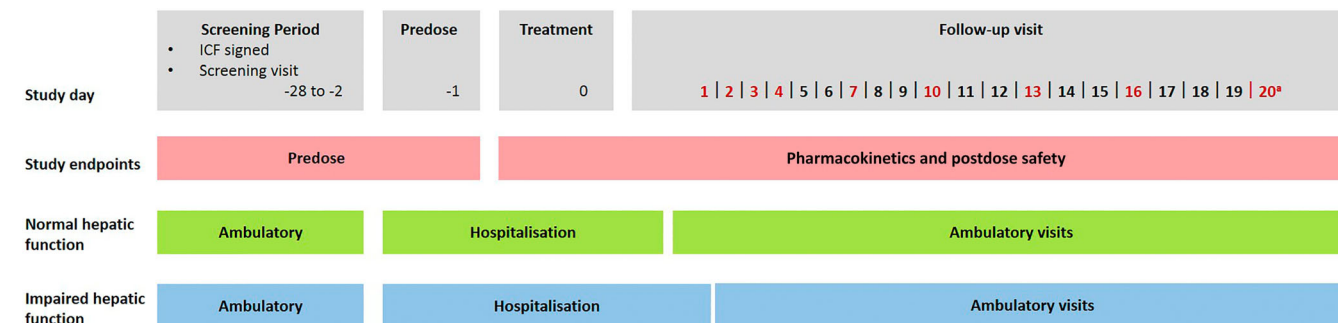 Screening Period
• ICF signed
• Screening visit
Predose
Treatment
Follow-up visit
Study day
-28 to -2
-1
0
1 | 2 | 3 | 4 | 5 | 6 | 7 | 8 | 9 | 10 | 11 | 12 | 13 | 14 | 15 | 16 | 17 | 18 | 19 | 20ᵃ
Study endpoints
Predose
Pharmacokinetics and postdose safety
Normal hepatic
function
Ambulatory
Hospitalisation
Ambulatory visits
Impaired hepatic
function
Ambulatory
Hospitalisation
Ambulatory visits